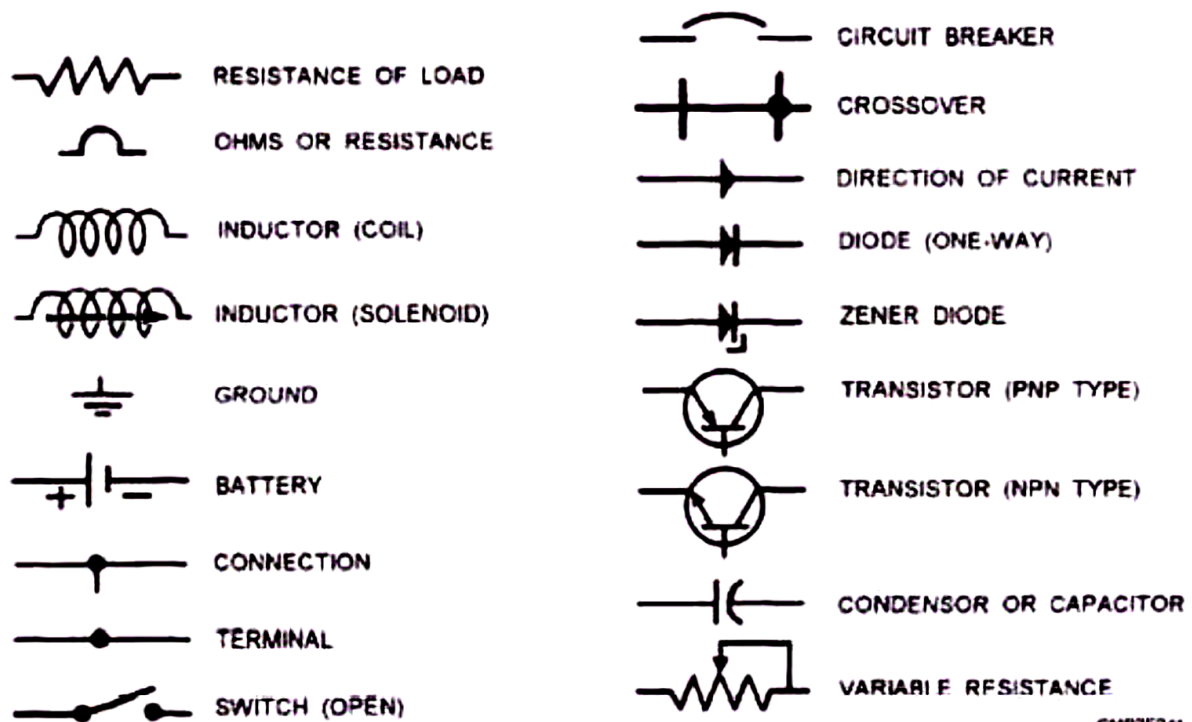 RESISTANCE OF LOAD
OHMS OR RESISTANCE
INDUCTOR (COIL)
INDUCTOR (SOLENOID)
GROUND
+ −
BATTERY
CONNECTION
TERMINAL
SWITCH (OPEN)
CIRCUIT BREAKER
CROSSOVER
DIRECTION OF CURRENT
DIODE (ONE-WAY)
ZENER DIODE
TRANSISTOR (PNP TYPE)
TRANSISTOR (NPN TYPE)
CONDENSOR OR CAPACITOR
VARIABLE RESISTANCE